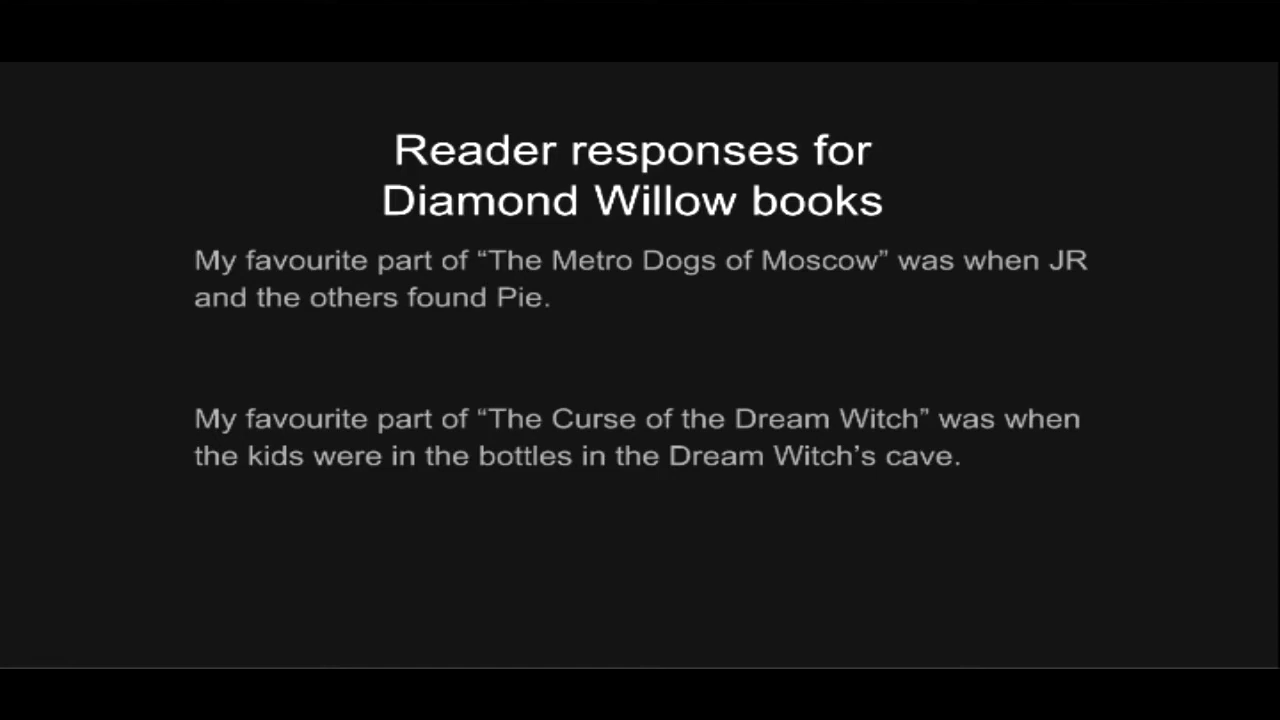 Reader responses for
Diamond Willow books
My favourite part of “The Metro Dogs of Moscow” was when JR
and the others found Pie.
My favourite part of “The Curse of the Dream Witch” was when
the kids were in the bottles in the Dream Witch’s cave.